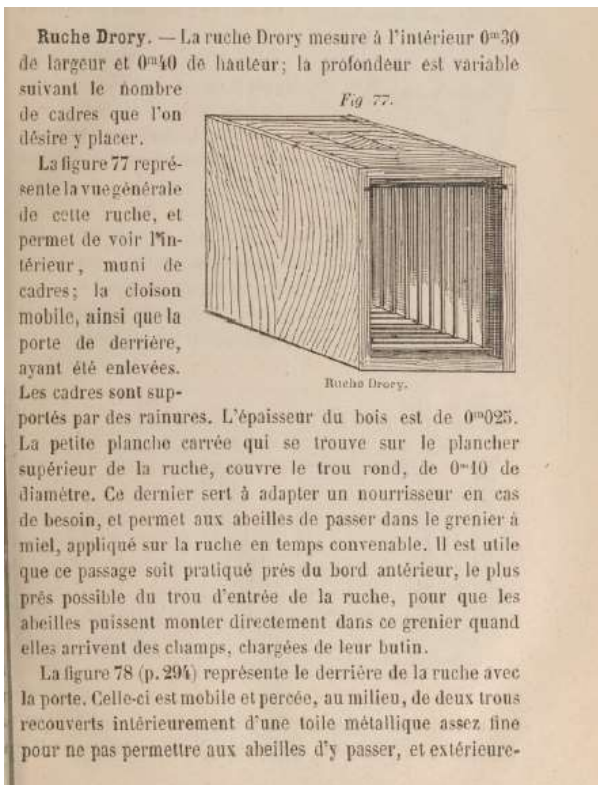 Ruche Drory. — La ruche Drory mesure à l'intérieur 0m30
de largeur et 0m40 de hauteur; la profondeur est variable
suivant le nombre
de cadres que l'on
désire y placer.
La figure 77 repré-
sente la vue générale
de cette ruche, et
permet de voir l'in-
térieur, muni de
cadres; la cloison
mobile, ainsi que la
porte de derrière,
ayant été enlevées.
Les cadres sont sup-
Fig 77.
Ruche Drory.
portés par des rainures. L'épaisseur du bois est de 0m025.
La petite planche carrée qui se trouve sur le plancher
supérieur de la ruche, couvre le trou rond, de 0m10 de
diamètre. Ce dernier sert à adapter un nourrisseur en cas
de besoin, et permet aux abeilles de passer dans le grenier à
miel, appliqué sur la ruche en temps convenable. Il est utile
que ce passage soit pratiqué près du bord antérieur, le plus
près possible du trou d'entrée de la ruche, pour que les
abeilles puissent monter directement dans ce grenier quand
elles arrivent des champs, chargées de leur butin.
La figure 78 (p. 294) représente le derrière de la ruche avec
la porte. Celle-ci est mobile et percée, au milieu, de deux trous
recouverts intérieurement d'une toile métallique assez fine
pour ne pas permettre aux abeilles d'y passer, et extérieure-